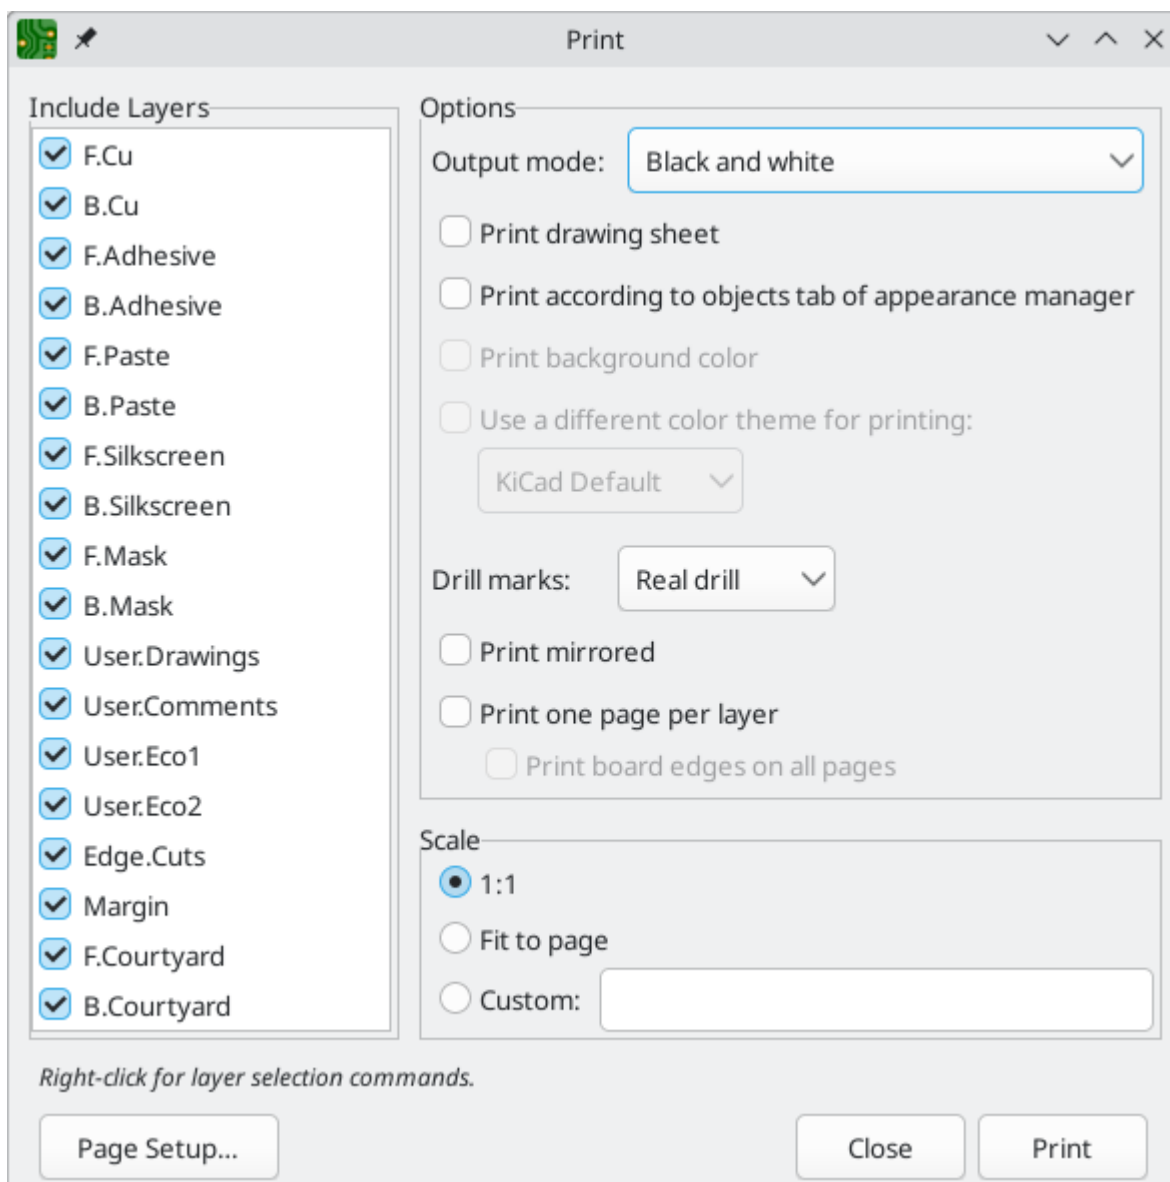 Print
Include Layers
F.Cu
B.Cu
F.Adhesive
B.Adhesive
F.Paste
B.Paste
F.Silkscreen
B.Silkscreen
F.Mask
B.Mask
User.Drawings
User.Comments
User.Eco1
User.Eco2
Edge.Cuts
Margin
F.Courtyard
B.Courtyard
Options
Output mode: Black and white
Print drawing sheet
Print according to objects tab of appearance manager
Print background color
Use a different color theme for printing:
KiCad Default
Drill marks: Real drill
Print mirrored
Print one page per layer
Print board edges on all pages
Scale
1:1
Fit to page
Custom:
Right-click for layer selection commands.
Page Setup... Close Print